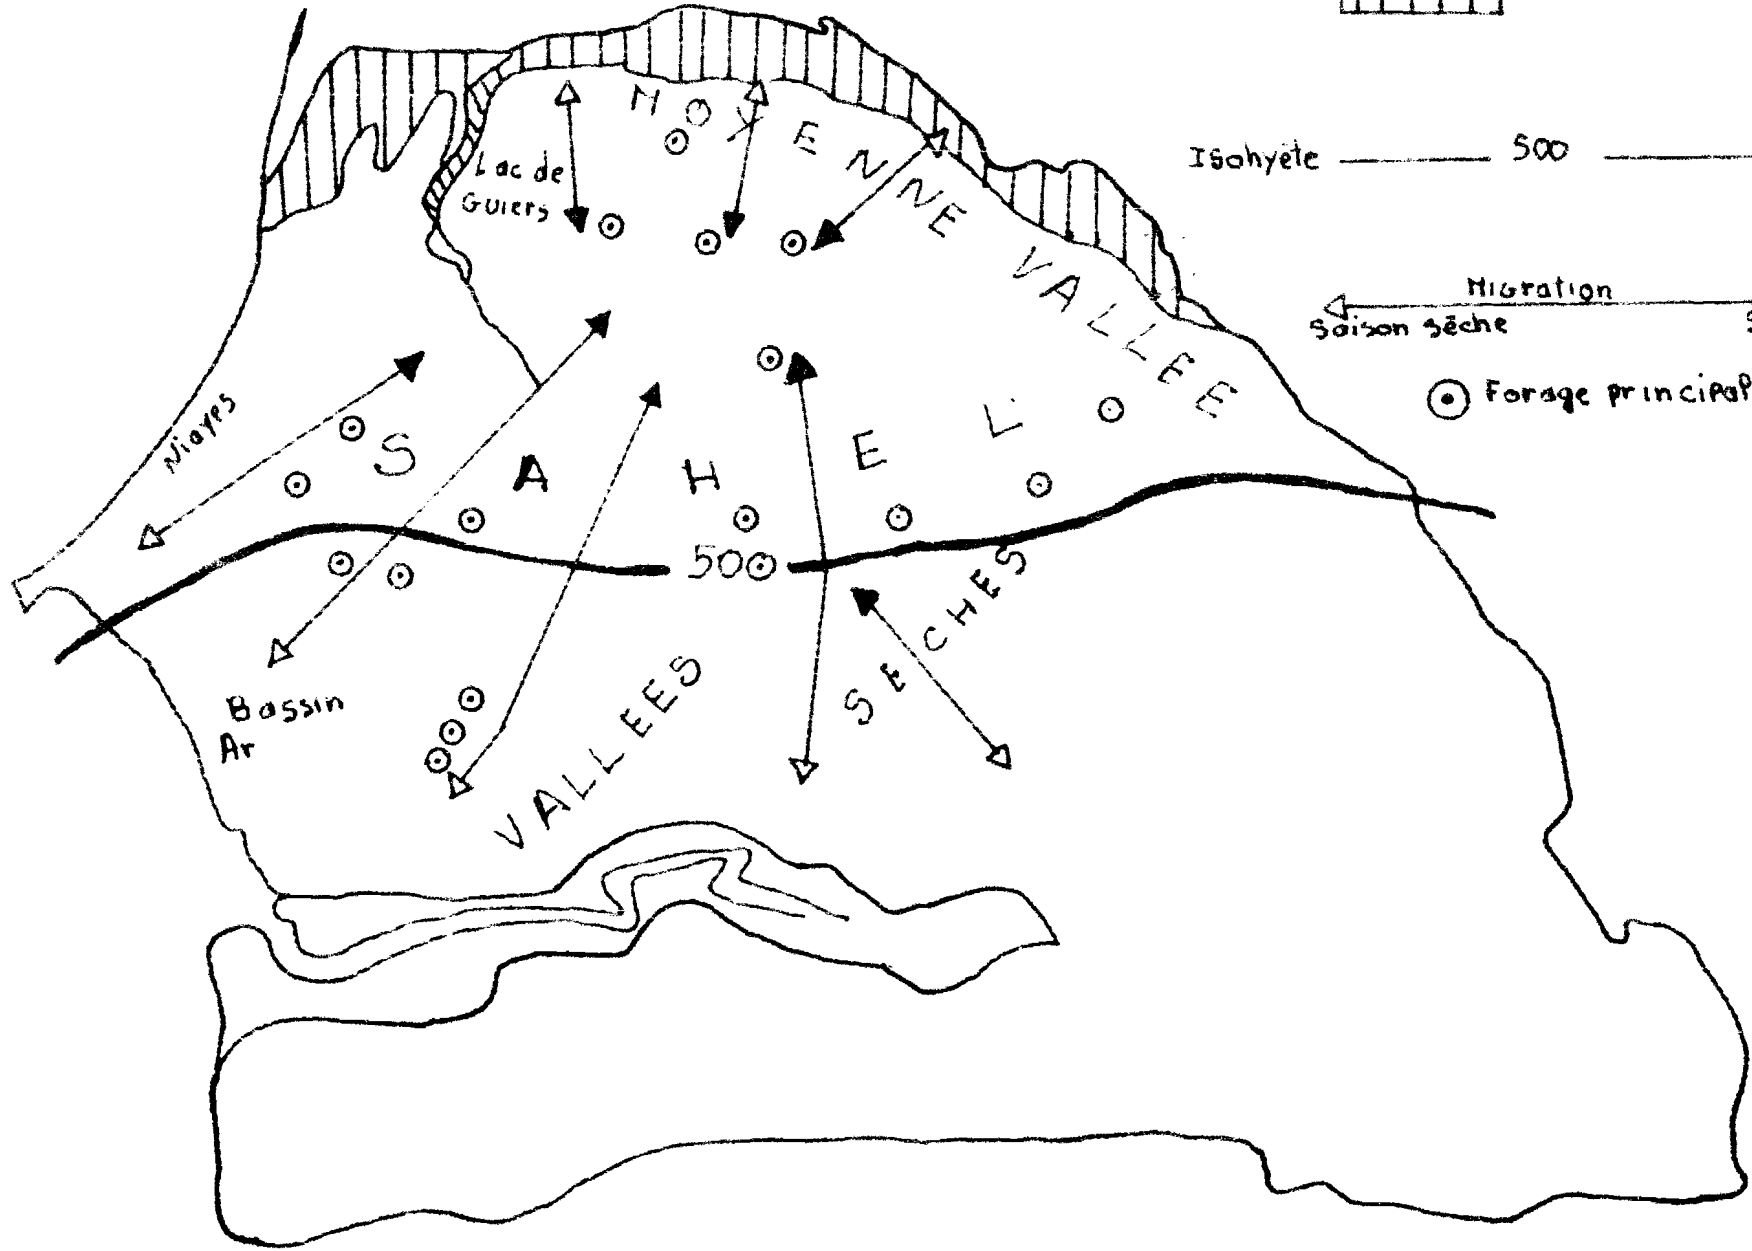 MOYENNE VALLEE
Lac de
Guiers
Isohyète 500
Migration
Saison sèche
Forage principal
Niayes
SAHEL
500
VALLEES SECHES
Bassin
Ar